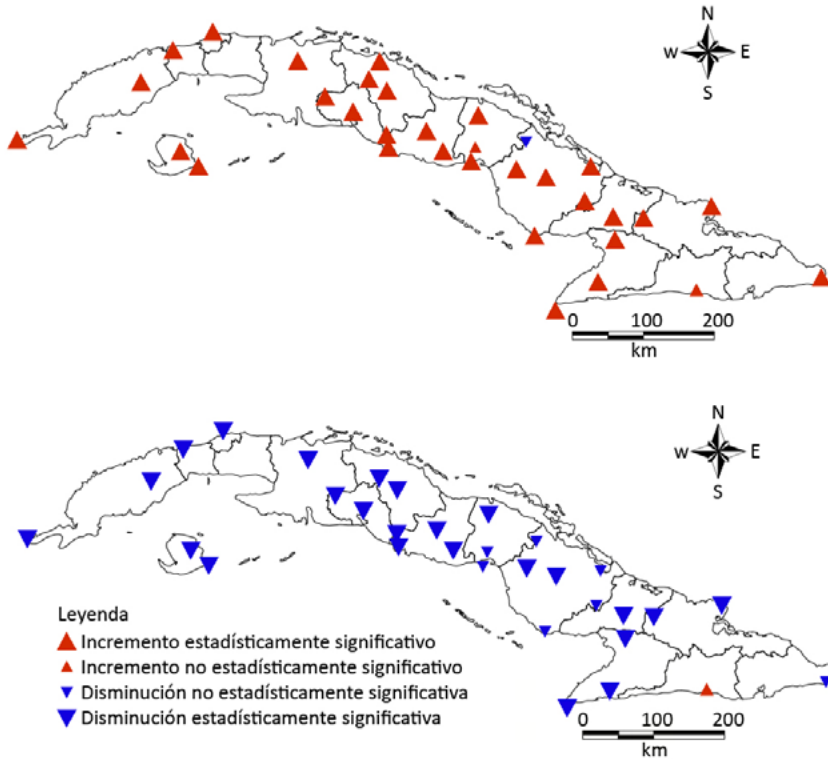 N
W E
S
0 100 200
km
N
W E
S
Leyenda
Incremento estadísticamente significativo
Incremento no estadísticamente significativo
Disminución no estadísticamente significativa
Disminución estadísticamente significativa
0 100 200
km